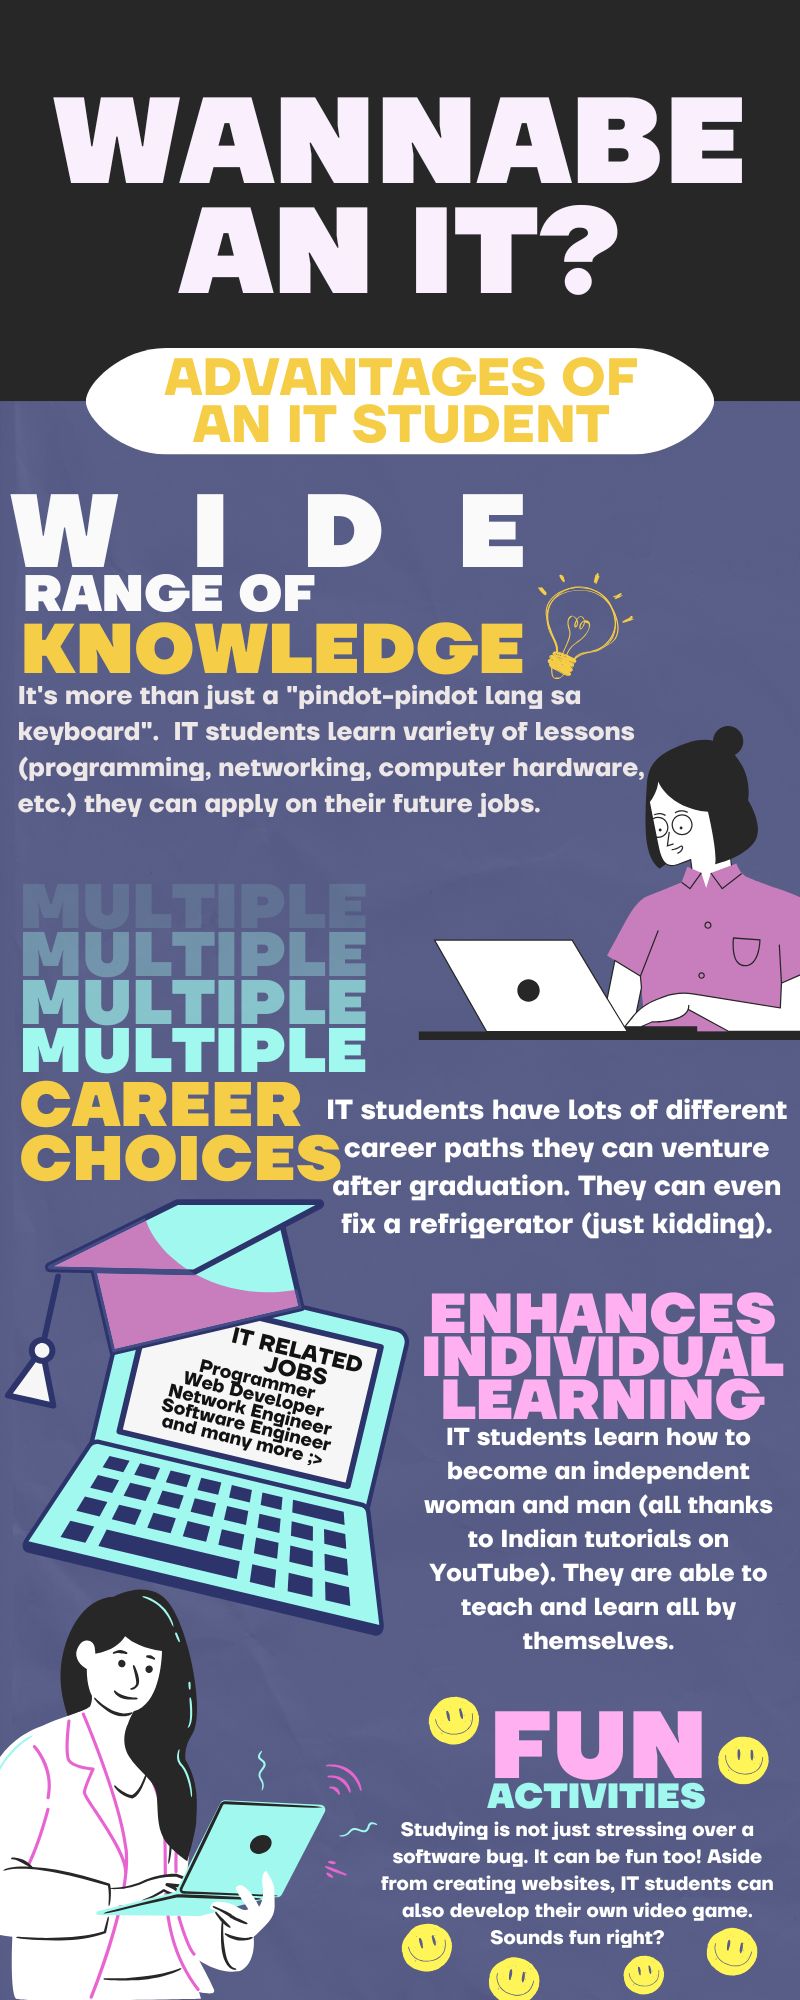 WANNABE
AN IT?
ADVANTAGES OF
AN IT STUDENT
WIDE
RANGE OF
KNOWLEDGE
It's more than just a "pindot-pindot lang sa
keyboard".  IT students learn variety of lessons
(programming, networking, computer hardware,
etc.) they can apply on their future jobs.
MULTIPLE
MULTIPLE
MULTIPLE
MULTIPLE
CAREER
CHOICES
IT students have lots of different
career paths they can venture
after graduation. They can even
fix a refrigerator (just kidding).
IT RELATED
JOBS
Programmer
Web Developer
Network Engineer
Software Engineer
and many more ;>
ENHANCES
INDIVIDUAL
LEARNING
IT students learn how to
become an independent
woman and man (all thanks
to Indian tutorials on
YouTube). They are able to
teach and learn all by
themselves.
FUN
ACTIVITIES
Studying is not just stressing over a
software bug. It can be fun too! Aside
from creating websites, IT students can
also develop their own video game.
Sounds fun right?